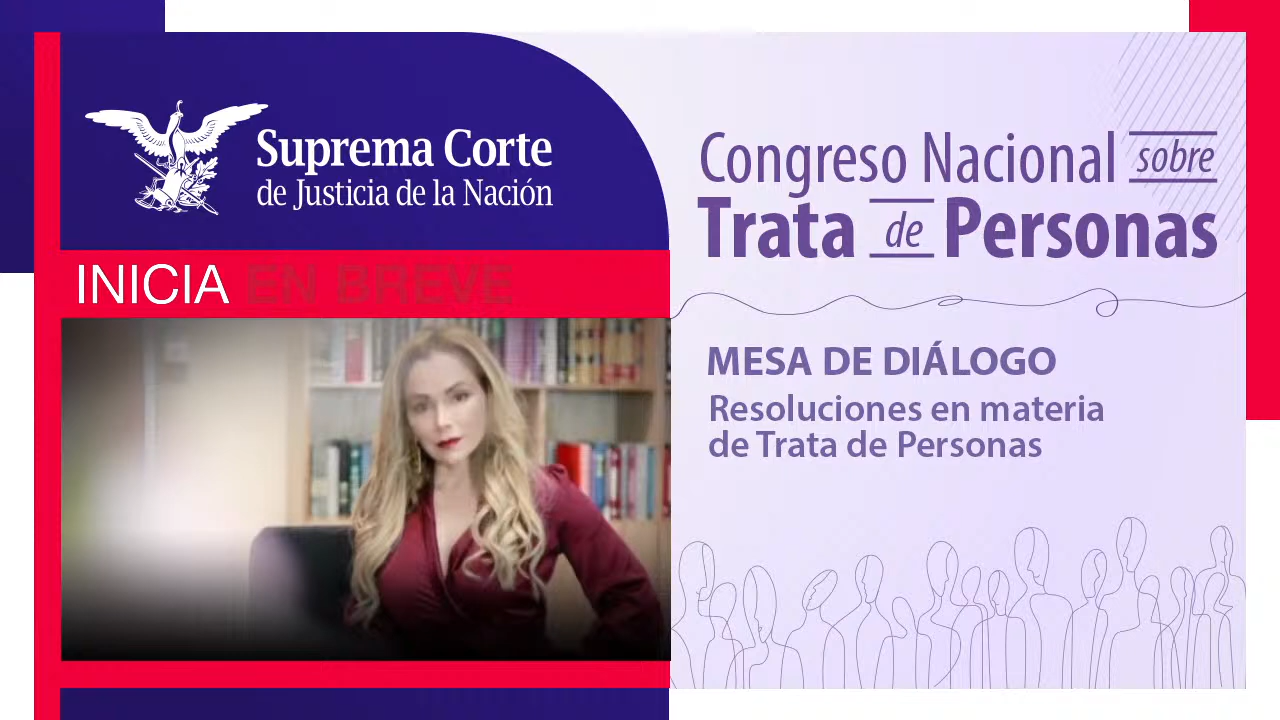 Suprema Corte
de Justicia de la Nación
INICIA EN BREVE
Congreso Nacional sobre
Trata de Personas
MESA DE DIÁLOGO
Resoluciones en materia
de Trata de Personas